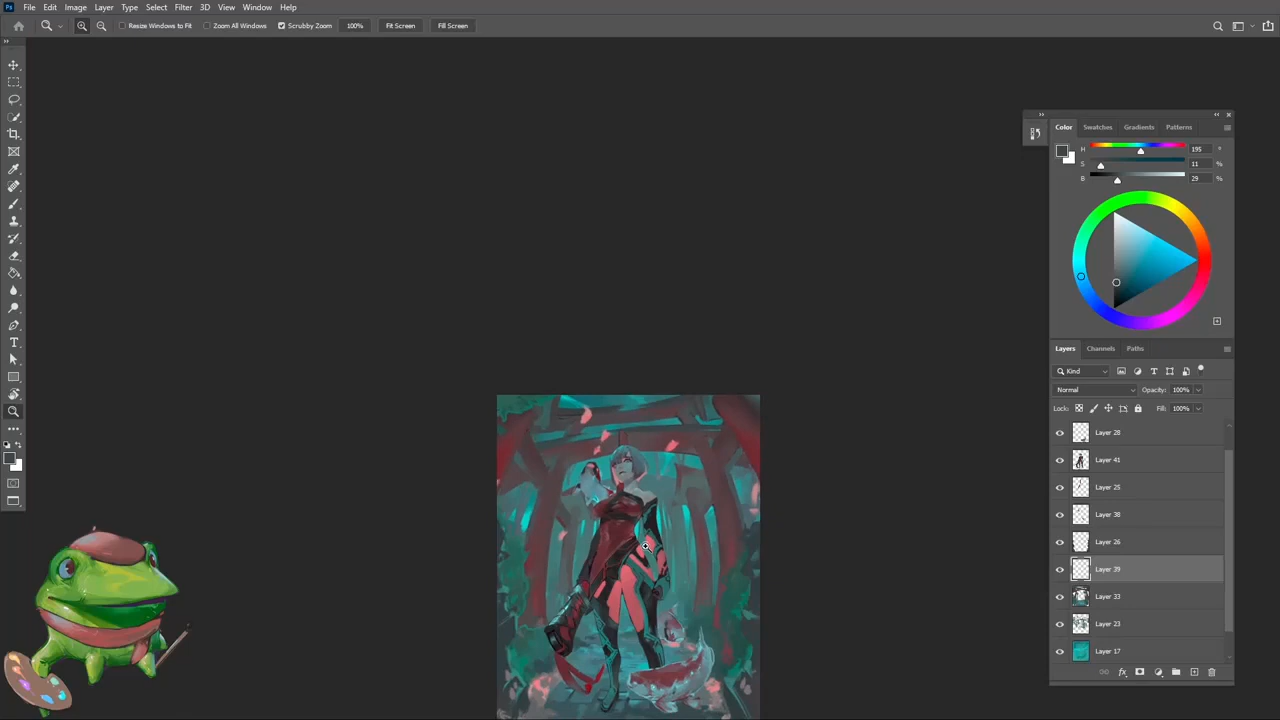 Ps File Edit Image Layer Type Select Filter 3D View Window Help
Resize Windows to Fit Zoom All Windows Scrubby Zoom 100% Fit Screen Fill Screen
Color Swatches Gradients Patterns
H 195 °
S 11 %
B 29 %
Layers Channels Paths
Kind
Normal Opacity: 100%
Lock: Fill: 100%
Layer 28
Layer 41
Layer 25
Layer 38
Layer 26
Layer 39
Layer 33
Layer 23
Layer 17
fx